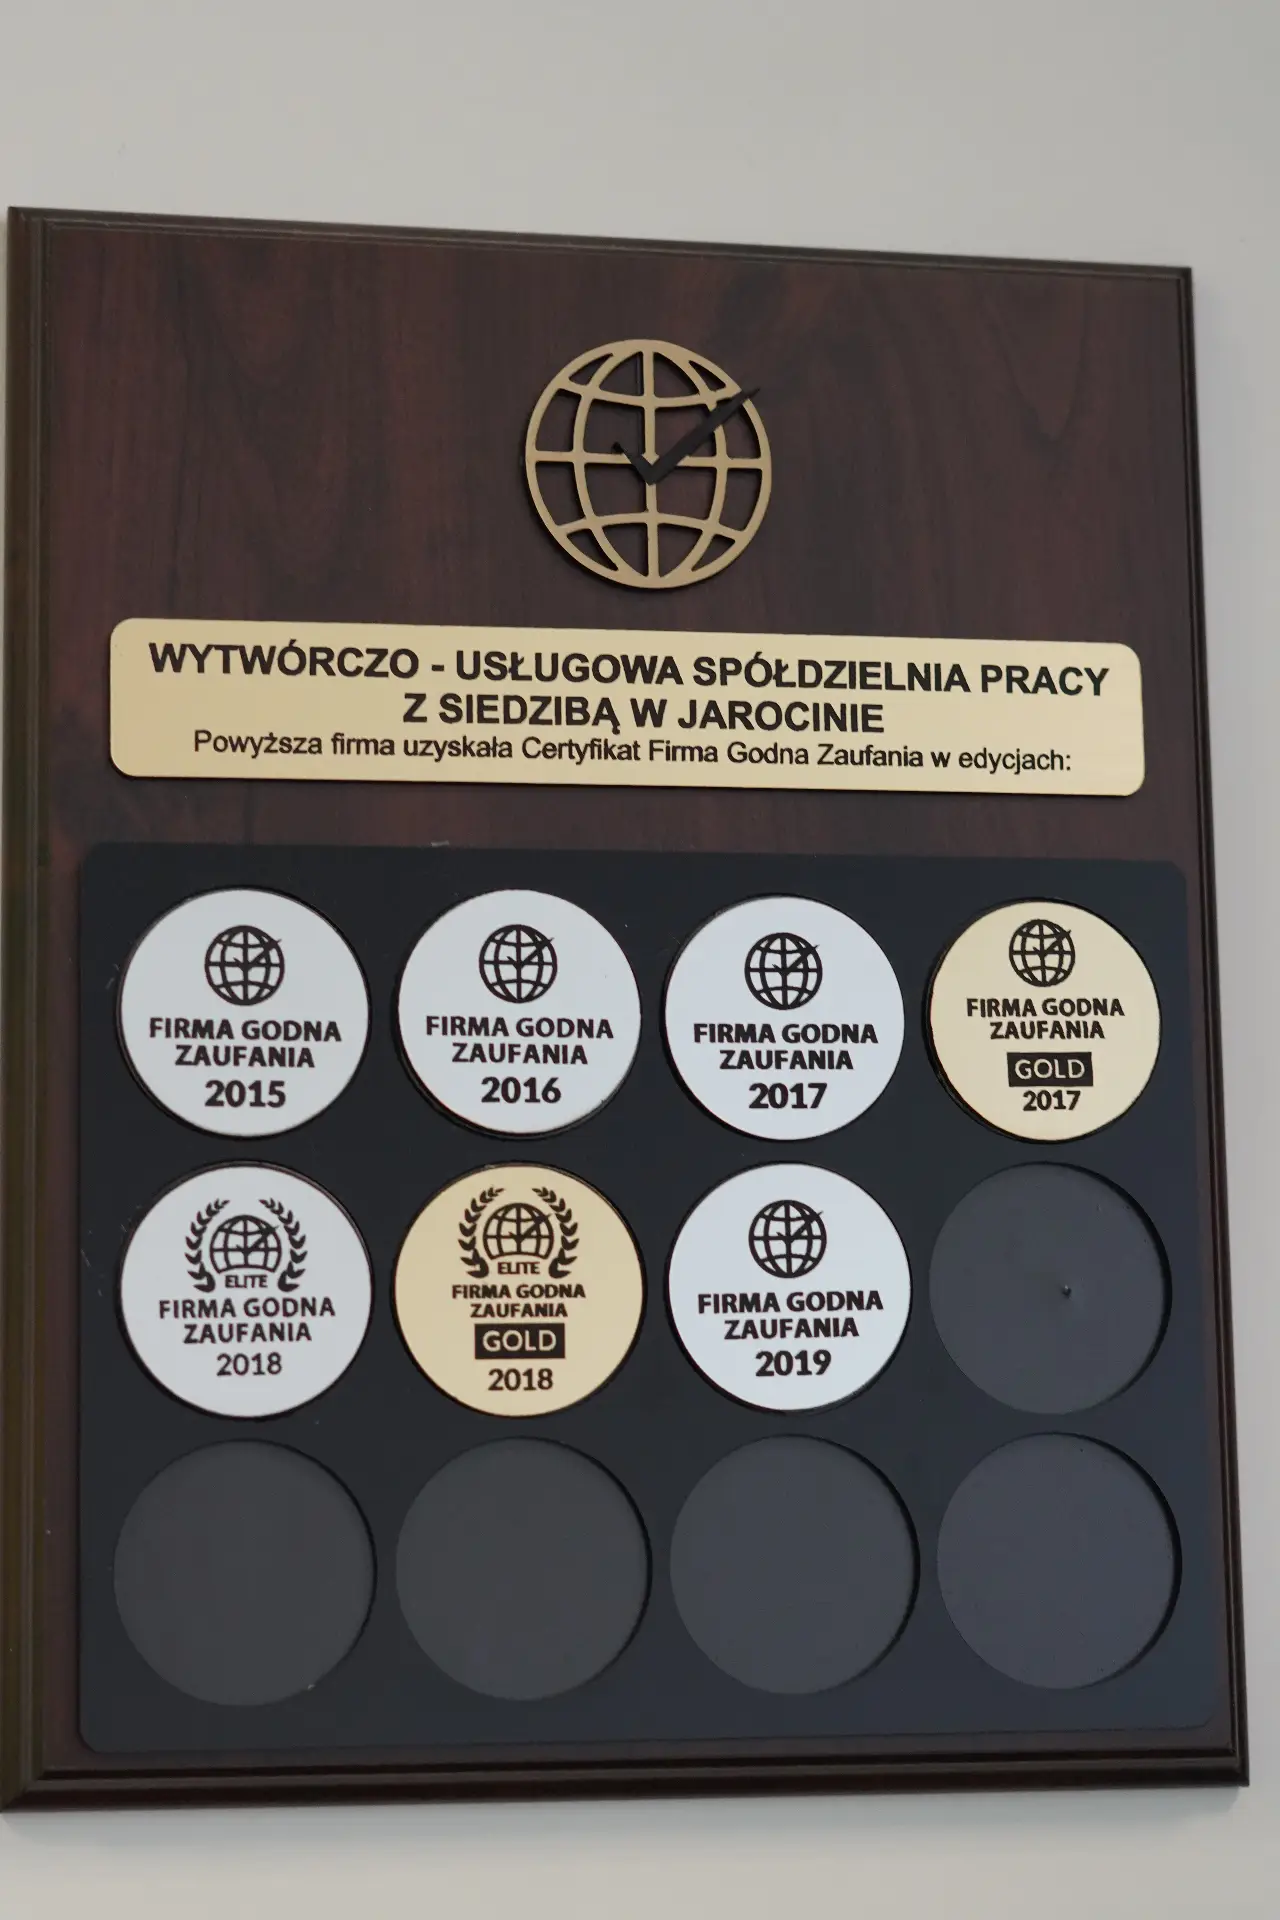 WYTWÓRCZO - USŁUGOWA SPÓŁDZIELNIA PRACY
Z SIEDZIBĄ W JAROCINIE
Powyższa firma uzyskała Certyfikat Firma Godna Zaufania w edycjach:
FIRMA GODNA
ZAUFANIA
2015
FIRMA GODNA
ZAUFANIA
2016
FIRMA GODNA
ZAUFANIA
2017
FIRMA GODNA
ZAUFANIA
GOLD
2017
ELITE
FIRMA GODNA
ZAUFANIA
2018
ELITE
FIRMA GODNA
ZAUFANIA
GOLD
2018
FIRMA GODNA
ZAUFANIA
2019